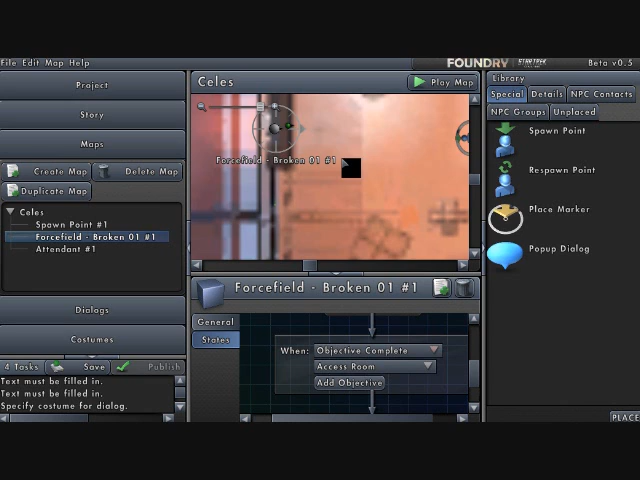 File Edit Map Help
FOUNDRY STAR TREK
Beta v0.5
Project
Story
Maps
Create Map
Delete Map
Duplicate Map
Celes
Spawn Point #1
Forcefield - Broken 01 #1
Attendant #1
Dialogs
Costumes
4 Tasks
Save
Publish
Text must be filled in.
Text must be filled in.
Specify costume for dialog.
Celes
Play Map
Forcefield - Broken 01 #1
Forcefield - Broken 01 #1
General
States
When:
Objective Complete
Access Room
Add Objective
Library
Special
Details
NPC Contacts
NPC Groups
Unplaced
Spawn Point
Respawn Point
Place Marker
Popup Dialog
PLACE